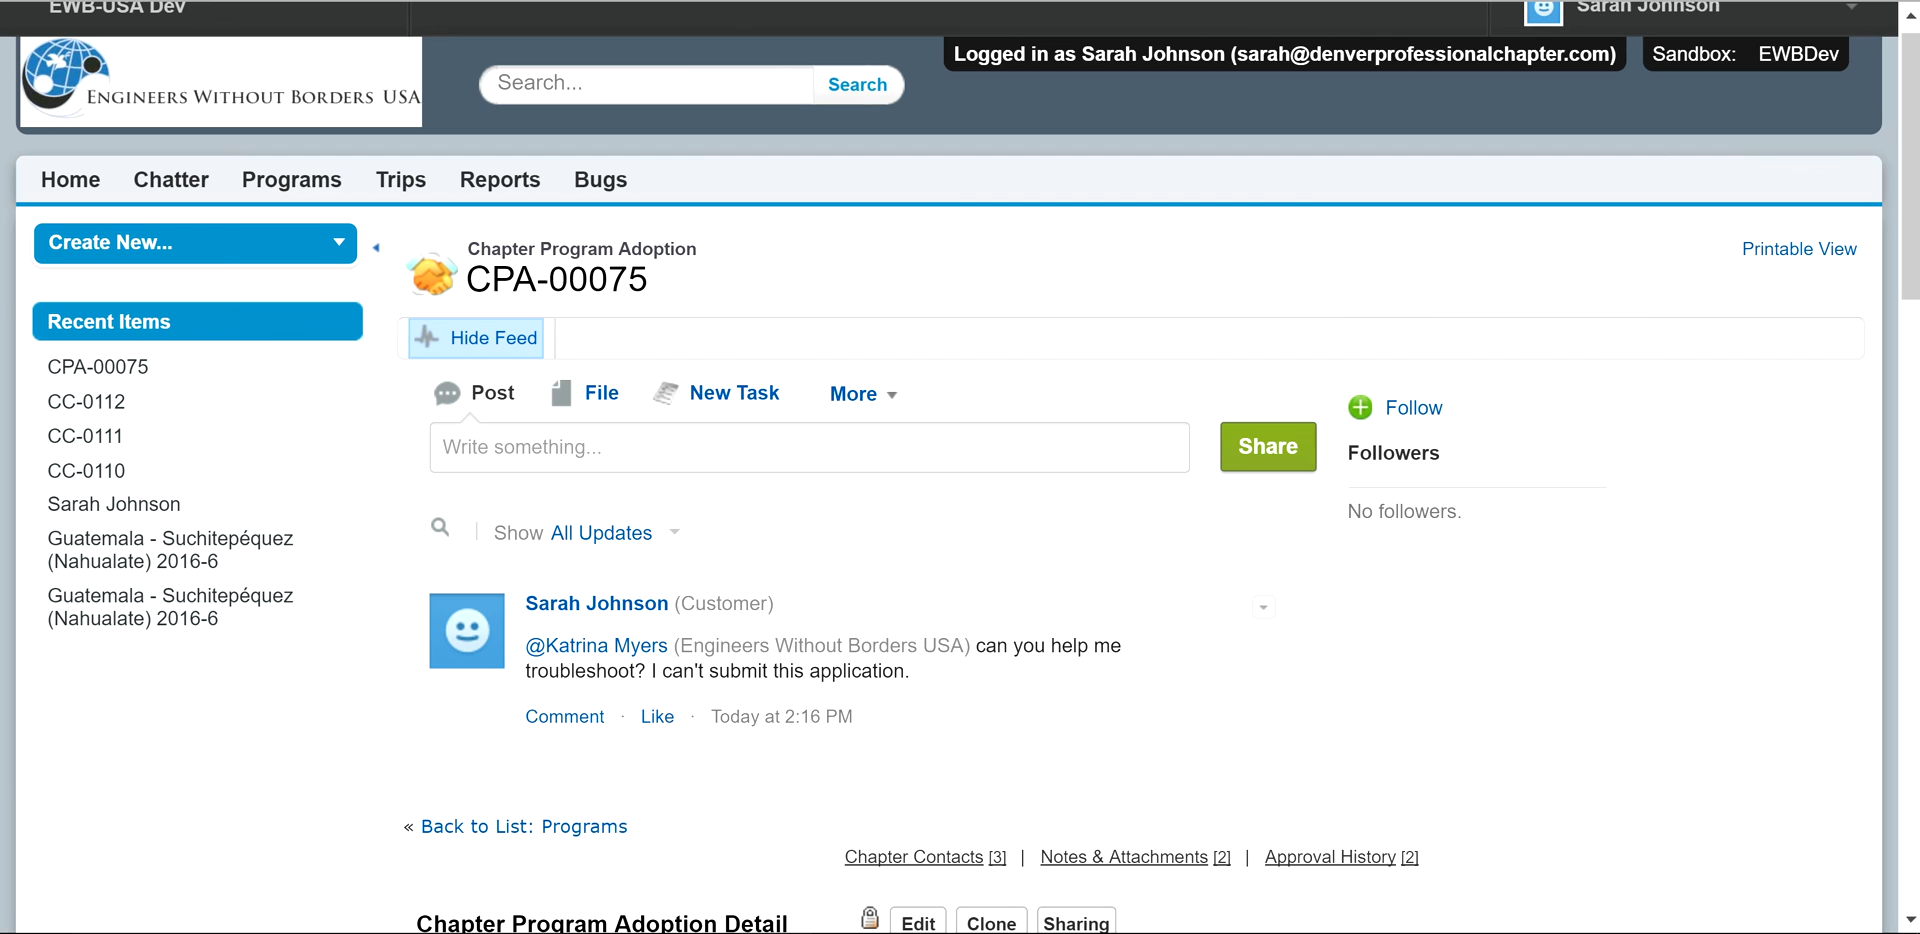 EWB-USA Dev
Sarah Johnson
ENGINEERS WITHOUT BORDERS USA
Search...
Search
Logged in as Sarah Johnson (sarah@denverprofessionalchapter.com)
Sandbox: EWBDev
Home Chatter Programs Trips Reports Bugs
Create New...
Chapter Program Adoption
CPA-00075
Printable View
Recent Items
CPA-00075
CC-0112
CC-0111
CC-0110
Sarah Johnson
Guatemala - Suchitepéquez
(Nahualate) 2016-6
Guatemala - Suchitepéquez
(Nahualate) 2016-6
Hide Feed
Post File New Task More
Write something...
Share
Follow
Followers
No followers.
Show All Updates
Sarah Johnson (Customer)
@Katrina Myers (Engineers Without Borders USA) can you help me
troubleshoot? I can't submit this application.
Comment · Like · Today at 2:16 PM
« Back to List: Programs
Chapter Contacts [3] | Notes & Attachments [2] | Approval History [2]
Chapter Program Adoption Detail
Edit Clone Sharing